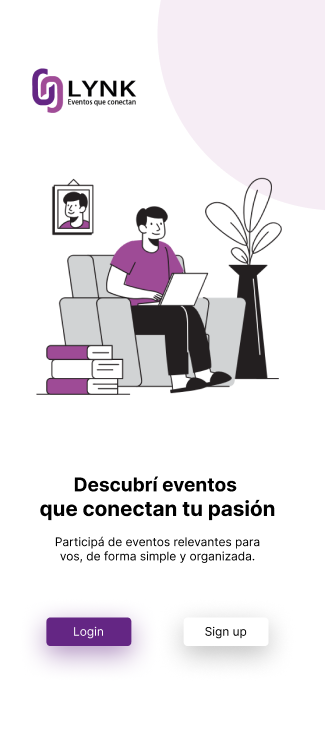 LYNK
Eventos que conectan
Descubrí eventos
que conectan tu pasión
Participá de eventos relevantes para
vos, de forma simple y organizada.
Login
Sign up